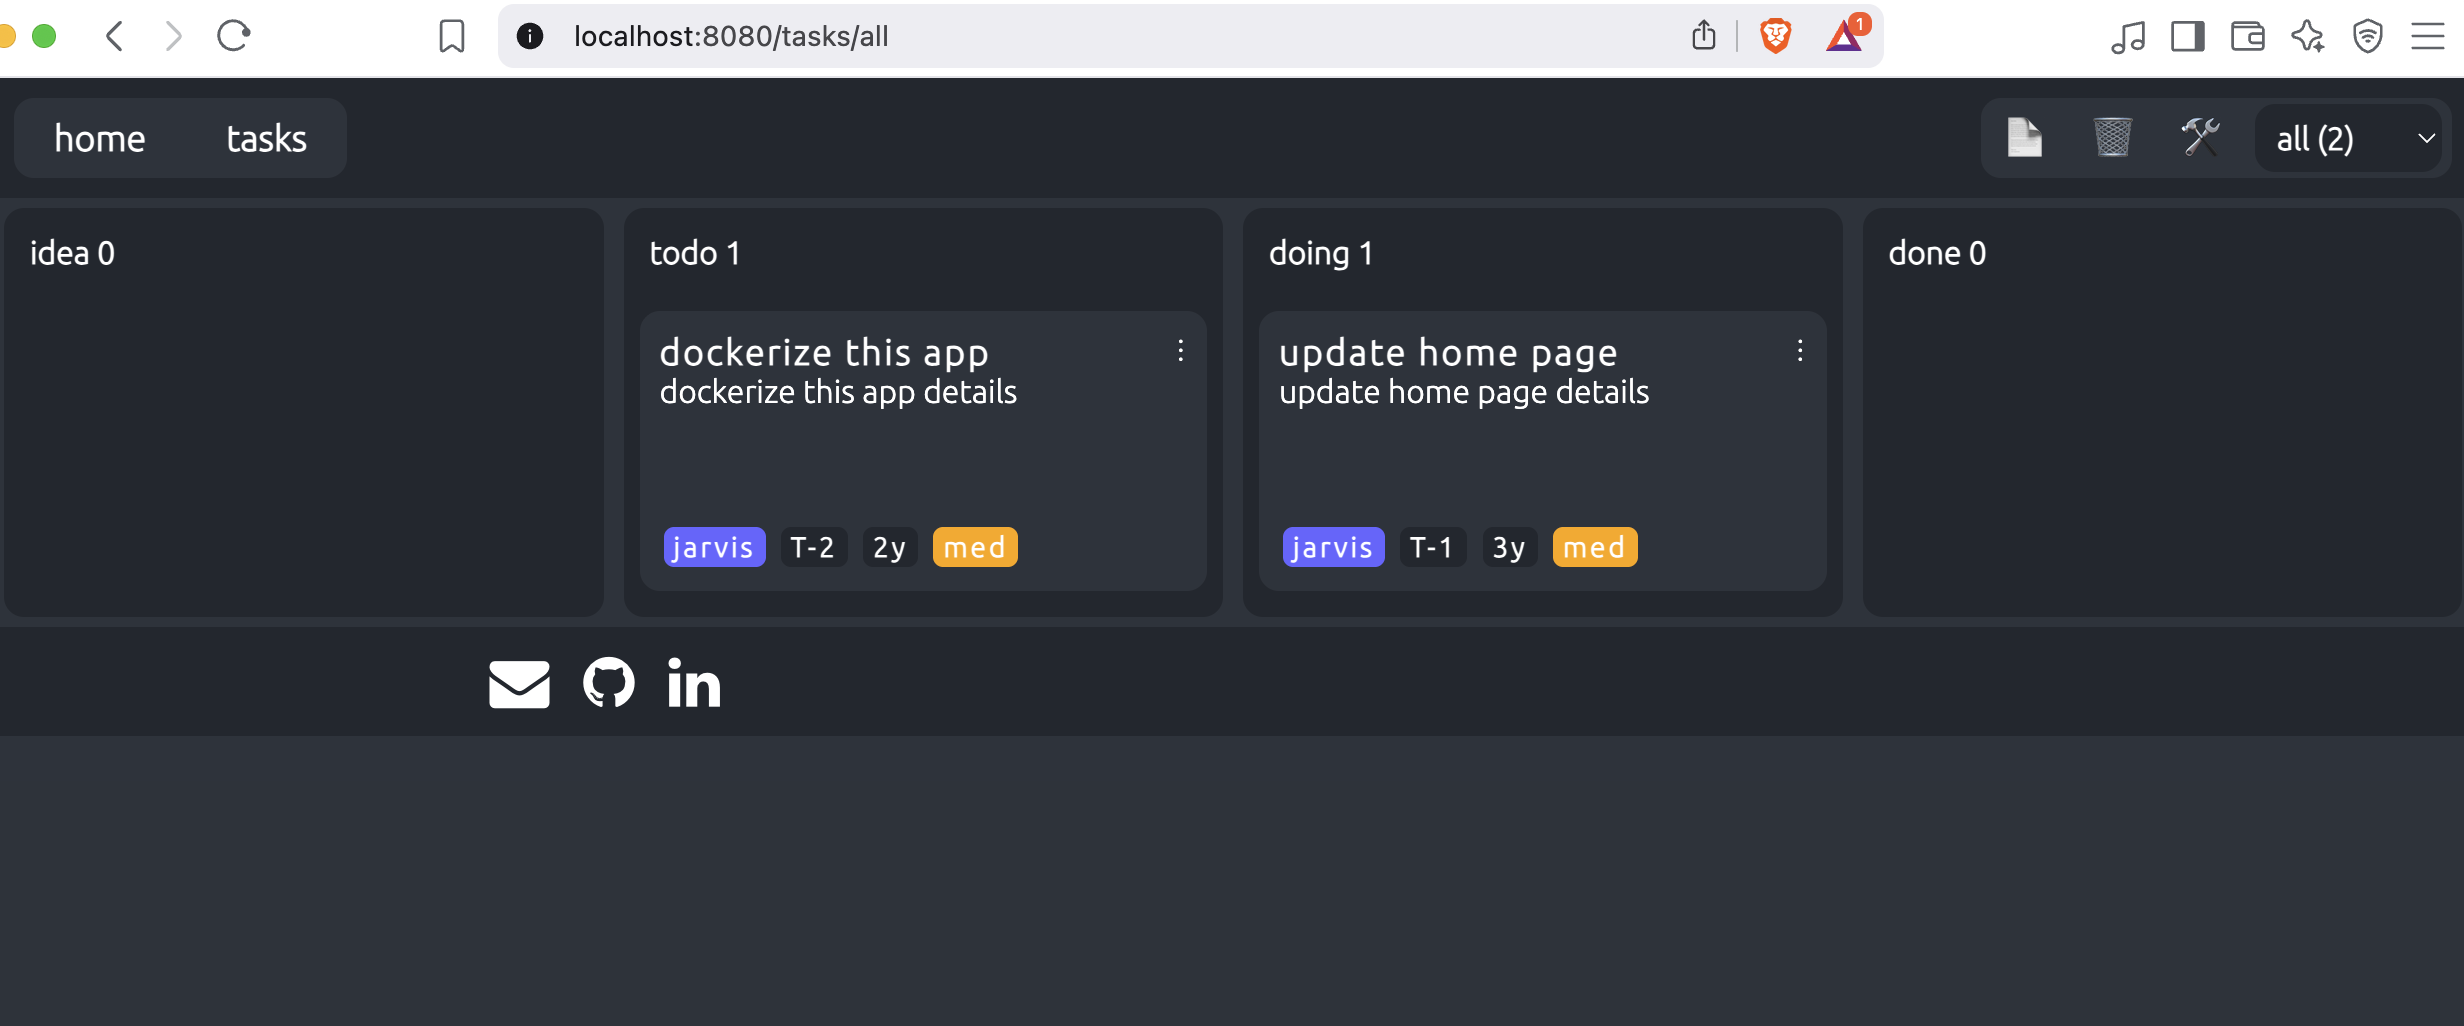 localhost:8080/tasks/all
1
home tasks
all (2)
idea 0
todo 1
dockerize this app
dockerize this app details
jarvis T-2 2y med
doing 1
update home page
update home page details
jarvis T-1 3y med
done 0
in